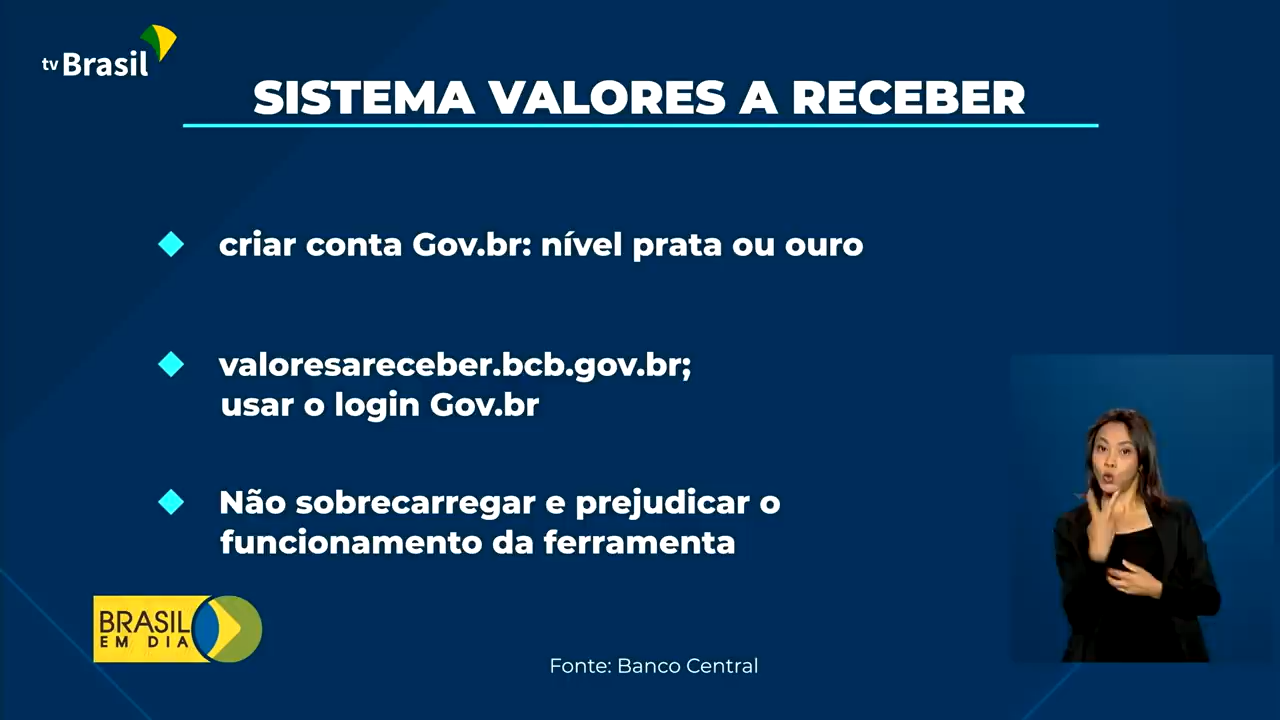 tv Brasil
SISTEMA VALORES A RECEBER
criar conta Gov.br: nível prata ou ouro
valoresareceber.bcb.gov.br;
usar o login Gov.br
Não sobrecarregar e prejudicar o
funcionamento da ferramenta
BRASIL
EM DIA
Fonte: Banco Central